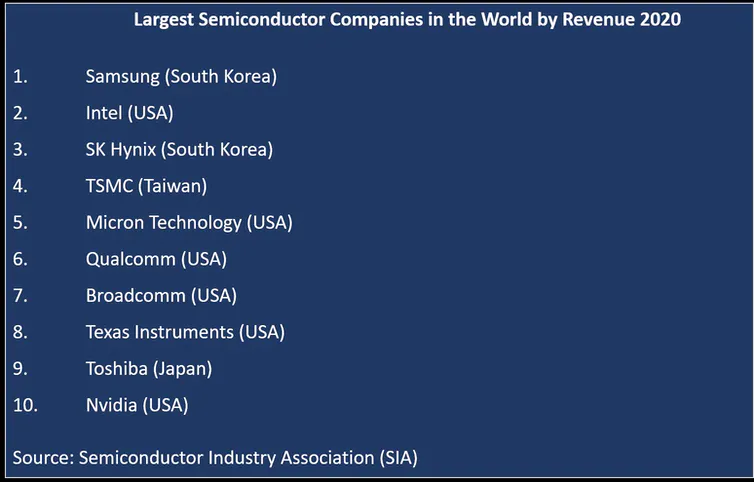 Largest Semiconductor Companies in the World by Revenue 2020
1. Samsung (South Korea)
2. Intel (USA)
3. SK Hynix (South Korea)
4. TSMC (Taiwan)
5. Micron Technology (USA)
6. Qualcomm (USA)
7. Broadcomm (USA)
8. Texas Instruments (USA)
9. Toshiba (Japan)
10. Nvidia (USA)
Source: Semiconductor Industry Association (SIA)